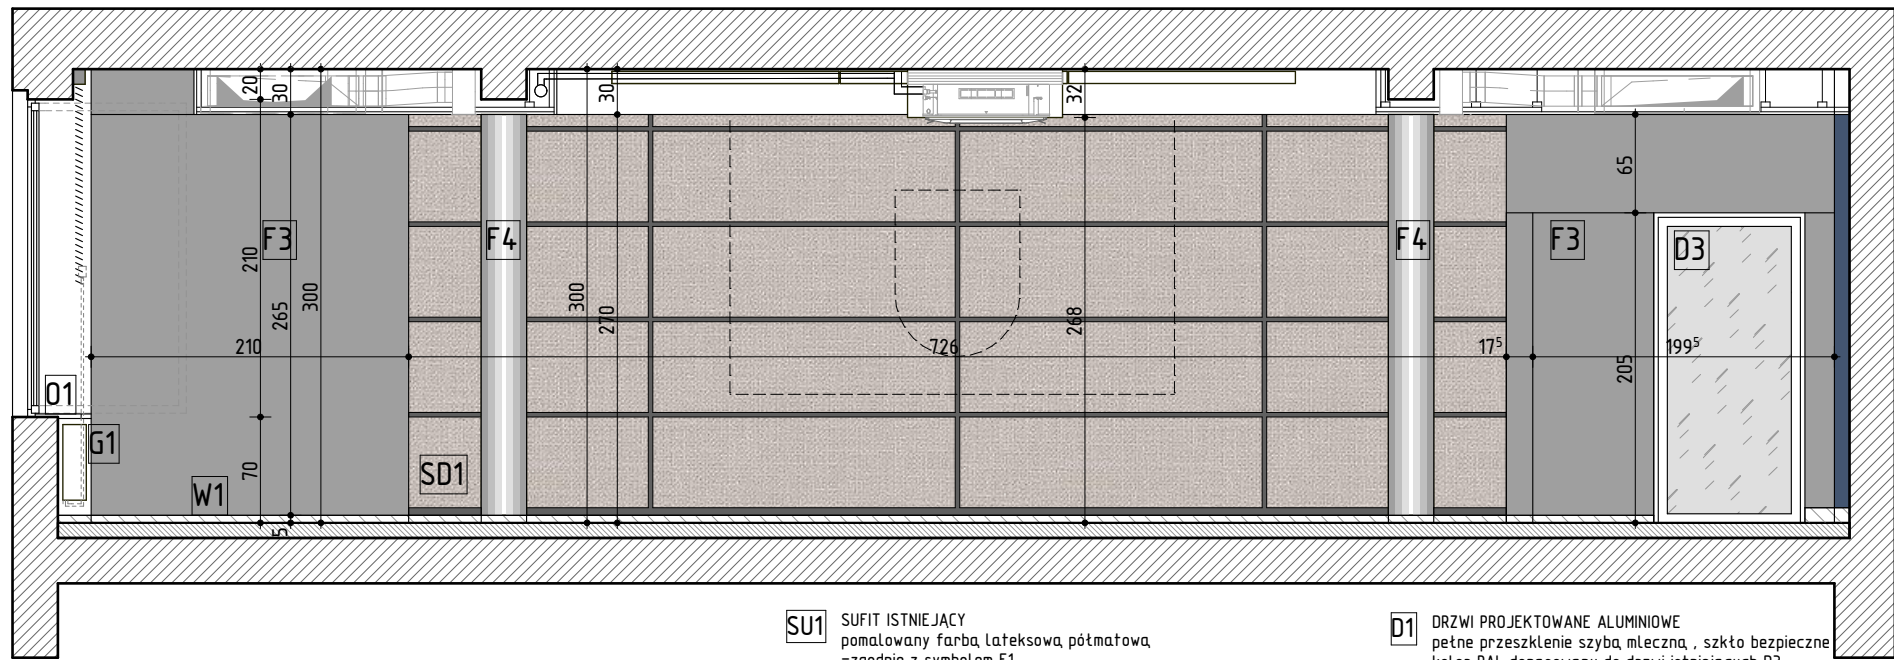 20
30
30
32
65
F3
F4
F4
F3
D3
210
265
300
300
270
268
210
726
17⁵
199⁵
205
O1
G1
70
W1
SD1
5
SU1 SUFIT ISTNIEJĄCY
pomalowany farbą lateksową półmatową
D1 DRZWI PROJEKTOWANE ALUMINIOWE
pełne przeszklenie szybą mleczną , szkło bezpieczne